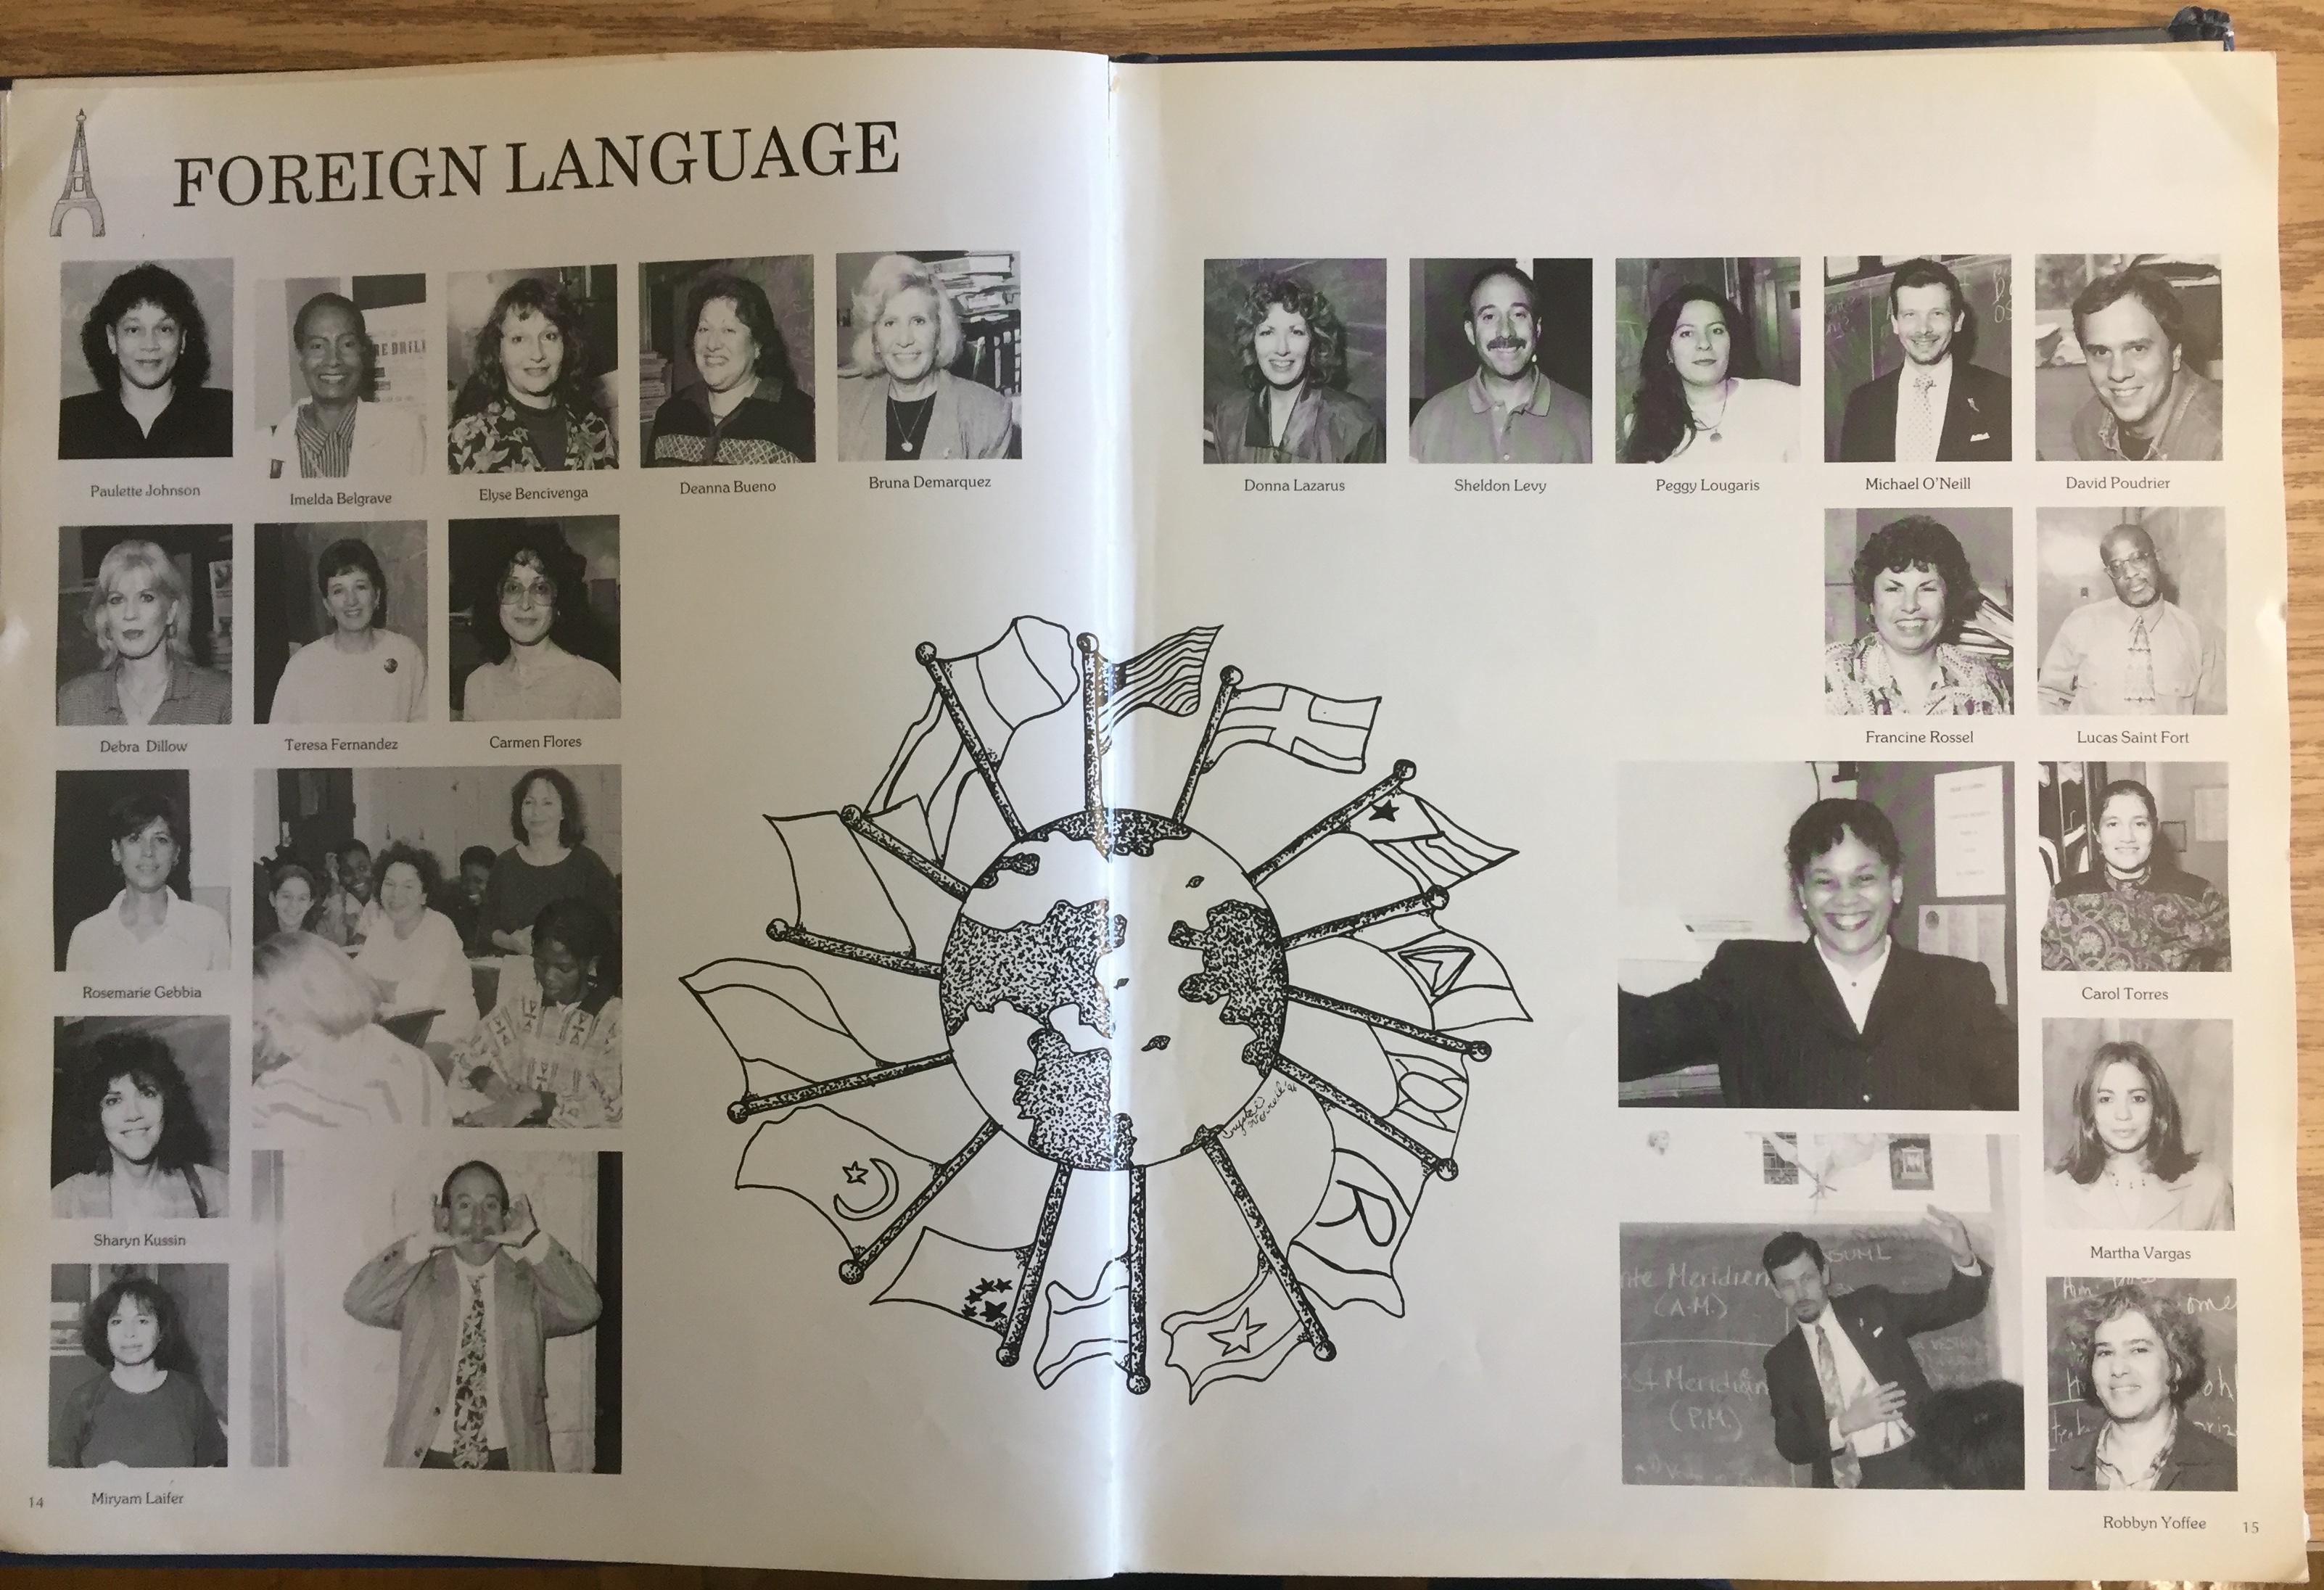 FOREIGN LANGUAGE
Paulette Johnson
Imelda Belgrave
Elyse Bencivenga
Deanna Bueno
Bruna Demarquez
Donna Lazarus
Sheldon Levy
Peggy Lougaris
Michael O'Neill
David Poudrier
Debra Dillow
Teresa Fernandez
Carmen Flores
Francine Rossel
Lucas Saint Fort
Rosemarie Gebbia
Carol Torres
R
Sharyn Kussin
Martha Vargas
Meridien
(A.M.)
Meridian
(P.M.)
Miryam Laifer
Robbyn Yoffee
14
15